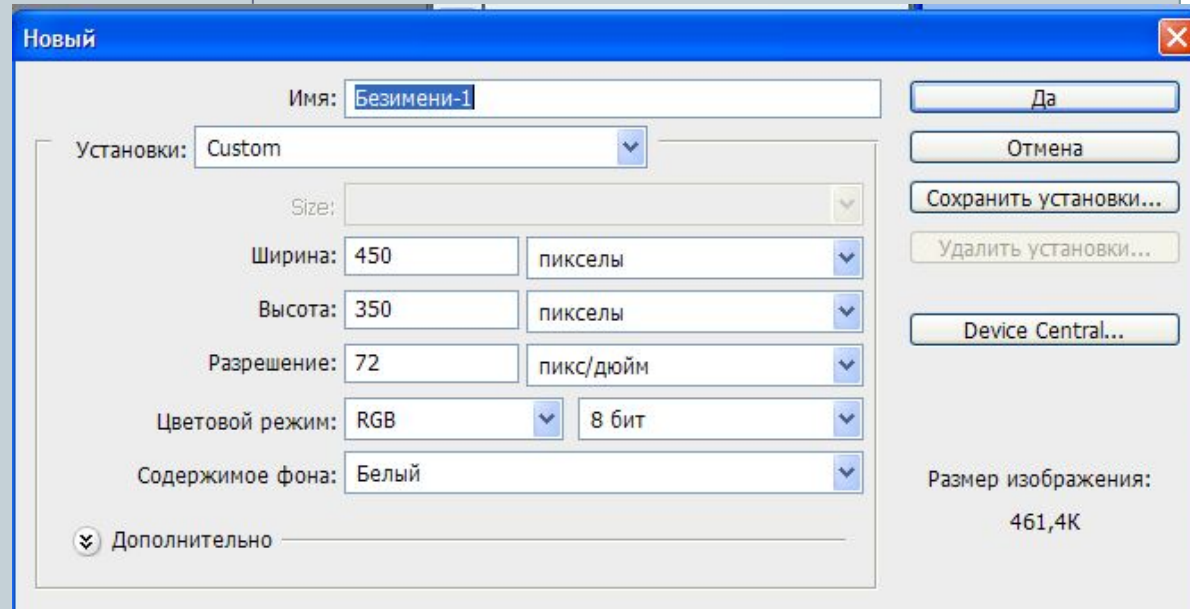 Новый
Имя: Безимени-1
Да
Установки: Custom
Отмена
Size:
Сохранить установки...
Ширина: 450 пикселы
Удалить установки...
Высота: 350 пикселы
Device Central...
Разрешение: 72 пикс/дюйм
Цветовой режим: RGB 8 бит
Содержимое фона: Белый
Размер изображения:
461,4К
Дополнительно